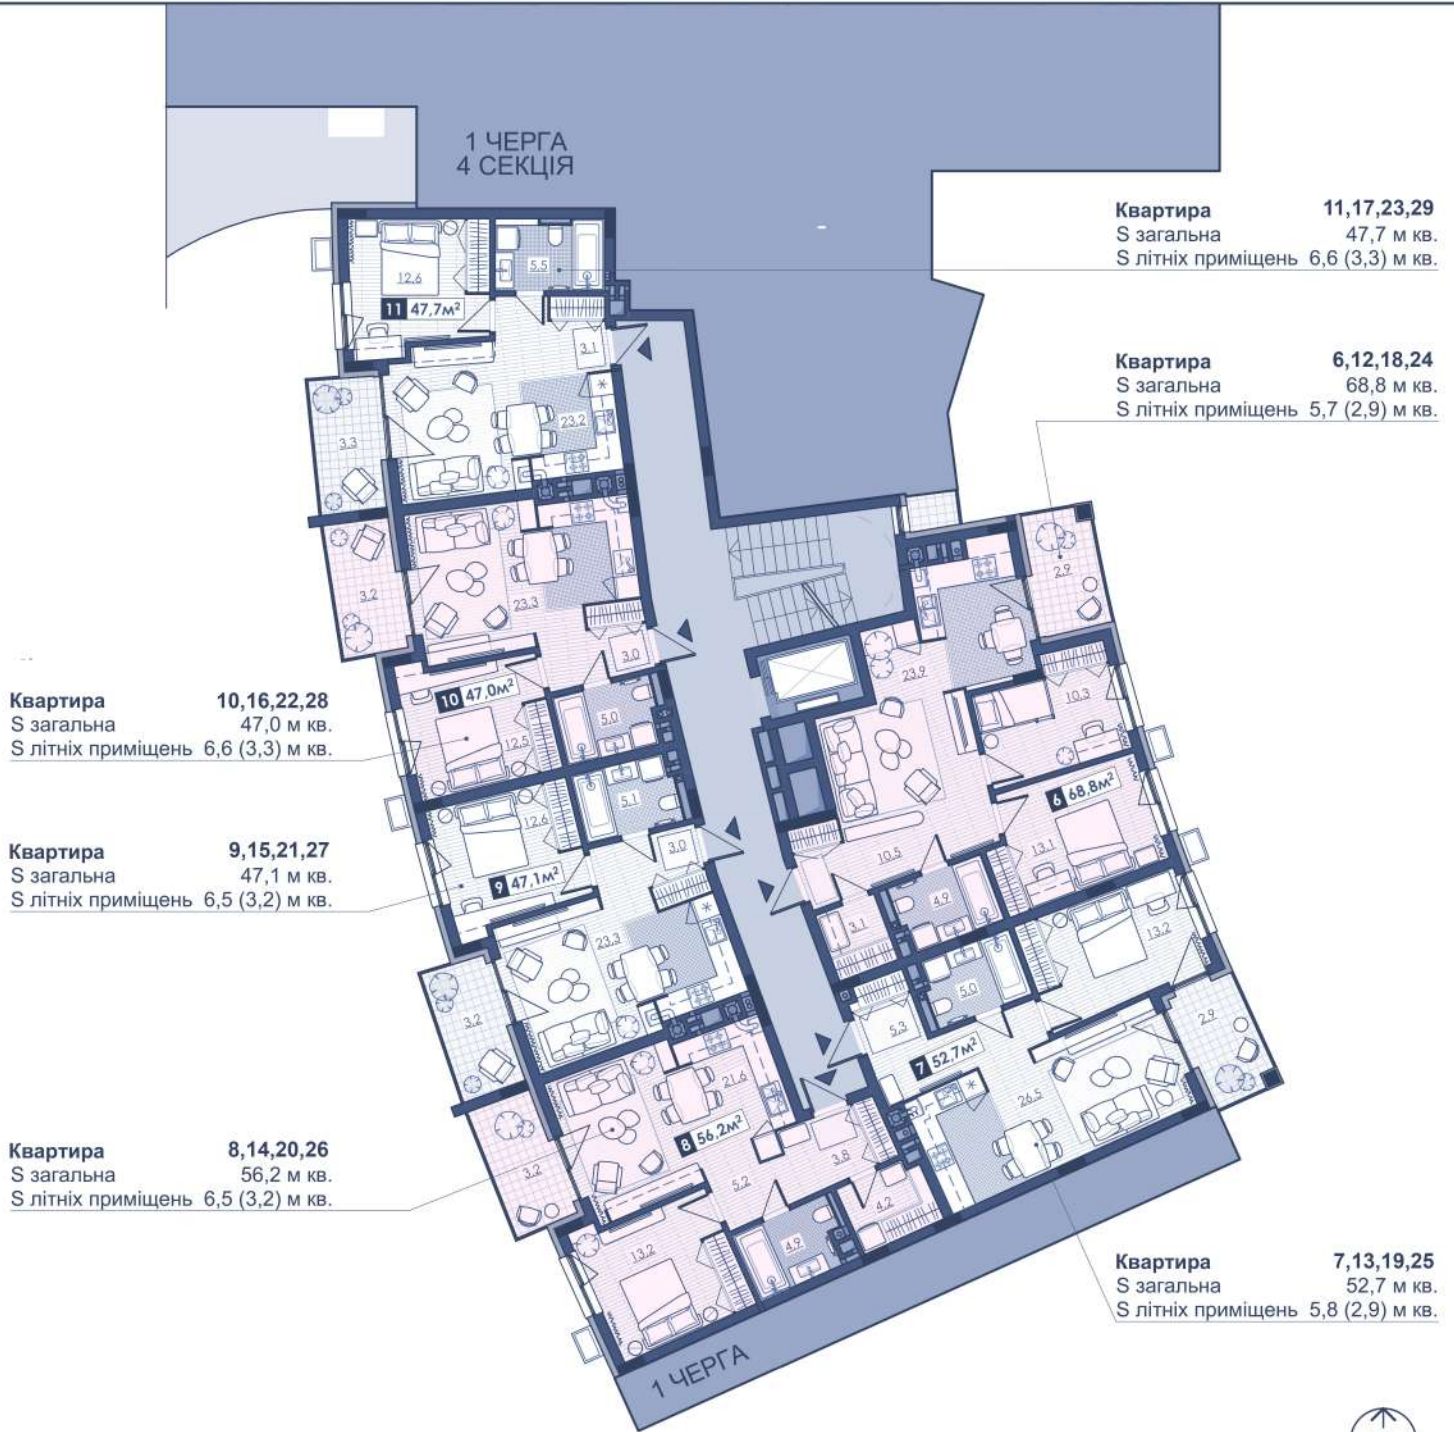 1 ЧЕРГА
4 СЕКЦІЯ
Квартира 11,17,23,29
S загальна 47,7 м кв.
S літніх приміщень 6,6 (3,3) м кв.
Квартира 6,12,18,24
S загальна 68,8 м кв.
S літніх приміщень 5,7 (2,9) м кв.
12.6
5.5
11 47,7м²
3.1
23.2
3.3
3.2
23.3
3.0
10 47,0м²
5.0
12.5
Квартира 10,16,22,28
S загальна 47,0 м кв.
S літніх приміщень 6,6 (3,3) м кв.
2.9
23.9
10.3
6 68,8м²
13.1
10.5
4.9
3.1
Квартира 9,15,21,27
S загальна 47,1 м кв.
S літніх приміщень 6,5 (3,2) м кв.
5.1
12.6
3.0
9 47,1м²
23.3
3.2
13.2
5.0
5.3
2.9
7 52,7м²
26.5
21.6
8 56,2м²
3.8
5.2
4.2
3.2
13.2
4.9
Квартира 8,14,20,26
S загальна 56,2 м кв.
S літніх приміщень 6,5 (3,2) м кв.
Квартира 7,13,19,25
S загальна 52,7 м кв.
S літніх приміщень 5,8 (2,9) м кв.
1 ЧЕРГА